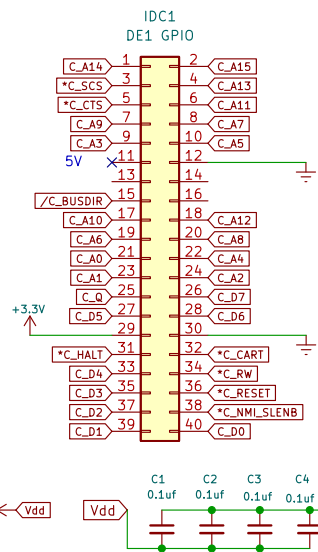 IDC1
DE1 GPIO
C_A14 1 2 C_A15
*C_SCS 3 4 C_A13
*C_CTS 5 6 C_A11
C_A9 7 8 C_A7
C_A3 9 10 C_A5
5V 11 12
13 14
/C_BUSDIR 15 16
C_A10 17 18 C_A12
C_A6 19 20 C_A8
C_A0 21 22 C_A4
C_A1 23 24 C_A2
C_Q 25 26 C_D7
+3.3V
C_D5 27 28 C_D6
29 30
*C_HALT 31 32 *C_CART
C_D4 33 34 *C_RW
C_D3 35 36 *C_RESET
C_D2 37 38 *C_NMI_SLENB
C_D1 39 40 C_D0
C1 C2 C3 C4
0.1uf 0.1uf 0.1uf 0.1uf
Vdd Vdd